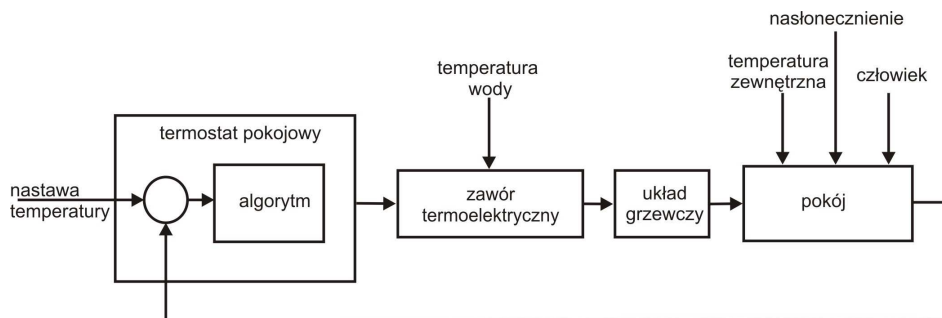 nasłonecznienie
temperatura
zewnętrzna
człowiek
temperatura
wody
termostat pokojowy
nastawa
temperatury
algorytm
zawór
termoelektryczny
układ
grzewczy
pokój